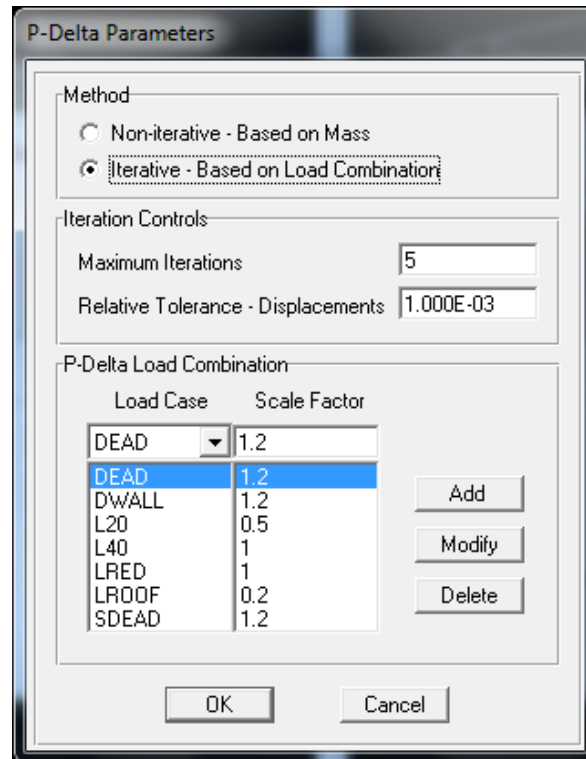 P-Delta Parameters
Method
Non-iterative - Based on Mass
Iterative - Based on Load Combination
Iteration Controls
Maximum Iterations 5
Relative Tolerance - Displacements 1.000E-03
P-Delta Load Combination
Load Case Scale Factor
DEAD 1.2
DEAD 1.2
DWALL 1.2
L20 0.5
L40 1
LRED 1
LROOF 0.2
SDEAD 1.2
Add
Modify
Delete
OK Cancel